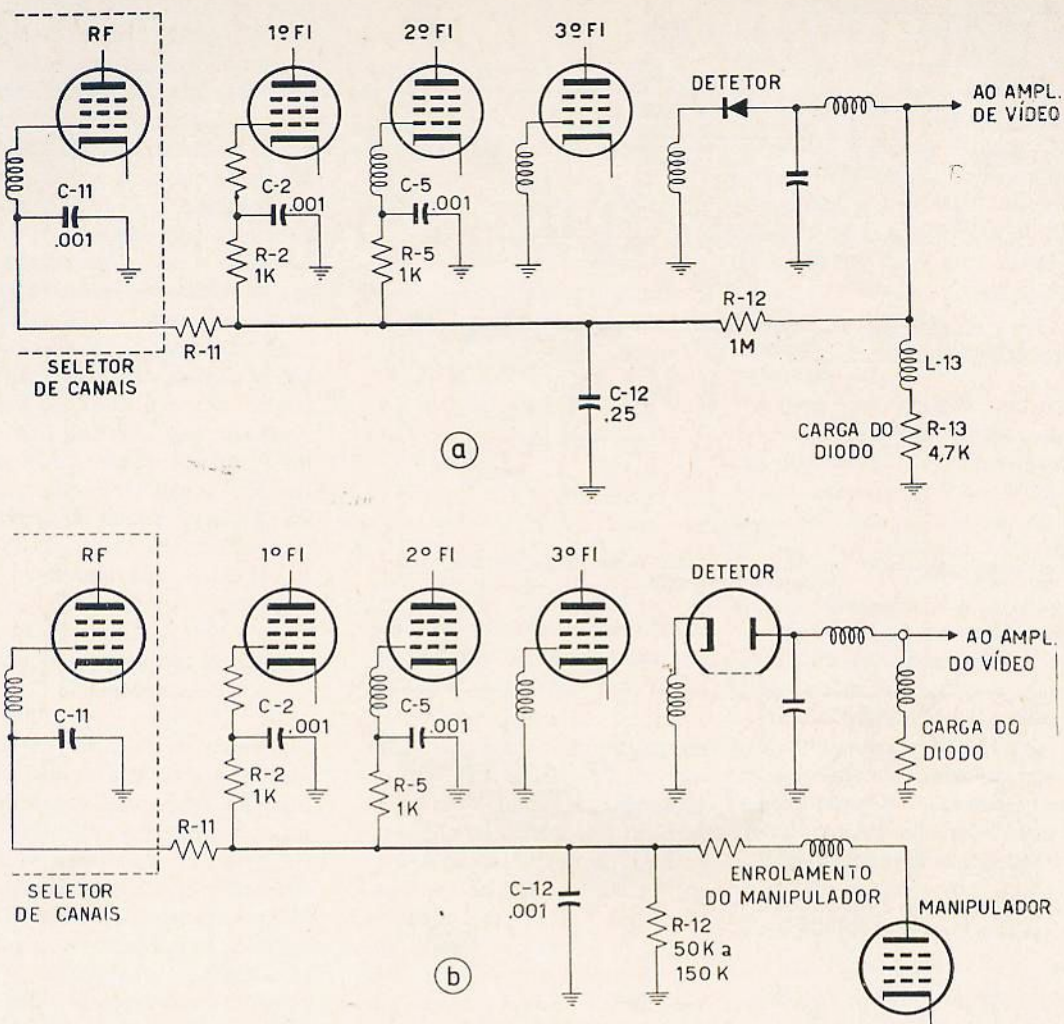 RF
1º FI
2º FI
3º FI
DETETOR
AO AMPL.
DE VÍDEO
C-11
.001
C-2
.001
C-5
.001
R-2
1K
R-5
1K
R-12
1M
R-11
SELETOR
DE CANAIS
C-12
.25
L-13
CARGA DO
DIODO
R-13
4,7K
a
RF
1º FI
2º FI
3º FI
DETETOR
AO AMPL.
DO VÍDEO
C-11
C-2
.001
C-5
.001
CARGA DO
DIODO
R-2
1K
R-5
1K
R-11
SELETOR
DE CANAIS
C-12
.001
ENROLAMENTO
DO MANIPULADOR
MANIPULADOR
R-12
50K a
150K
b